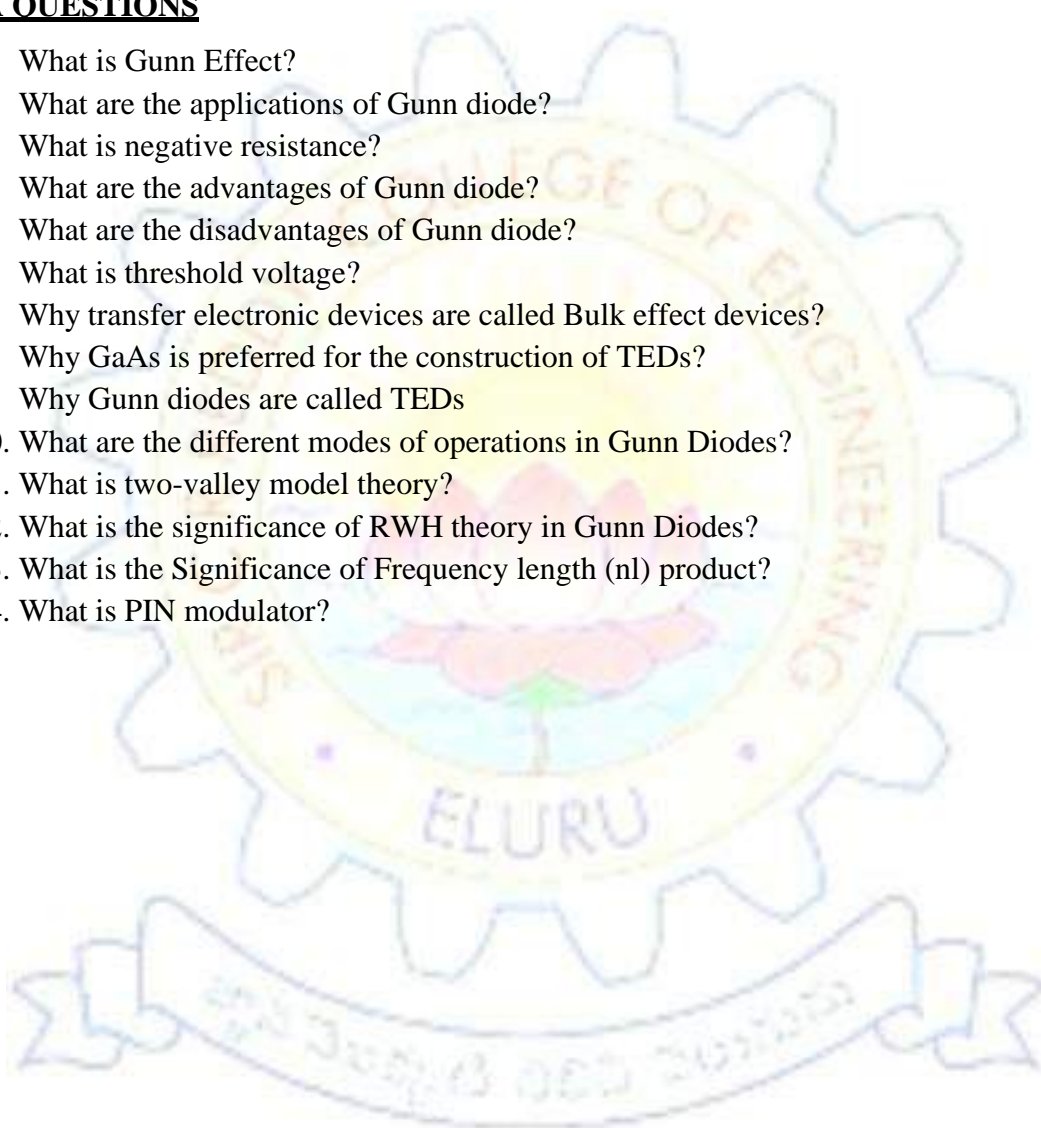 A QUESTIONS
What is Gunn Effect?
What are the applications of Gunn diode?
What is negative resistance?
What are the advantages of Gunn diode?
What are the disadvantages of Gunn diode?
What is threshold voltage?
Why transfer electronic devices are called Bulk effect devices?
Why GaAs is preferred for the construction of TEDs?
Why Gunn diodes are called TEDs
. What are the different modes of operations in Gunn Diodes?
. What is two-valley model theory?
. What is the significance of RWH theory in Gunn Diodes?
. What is the Significance of Frequency length (nl) product?
. What is PIN modulator?
COLLEGE OF ENGINEERING
ELURU